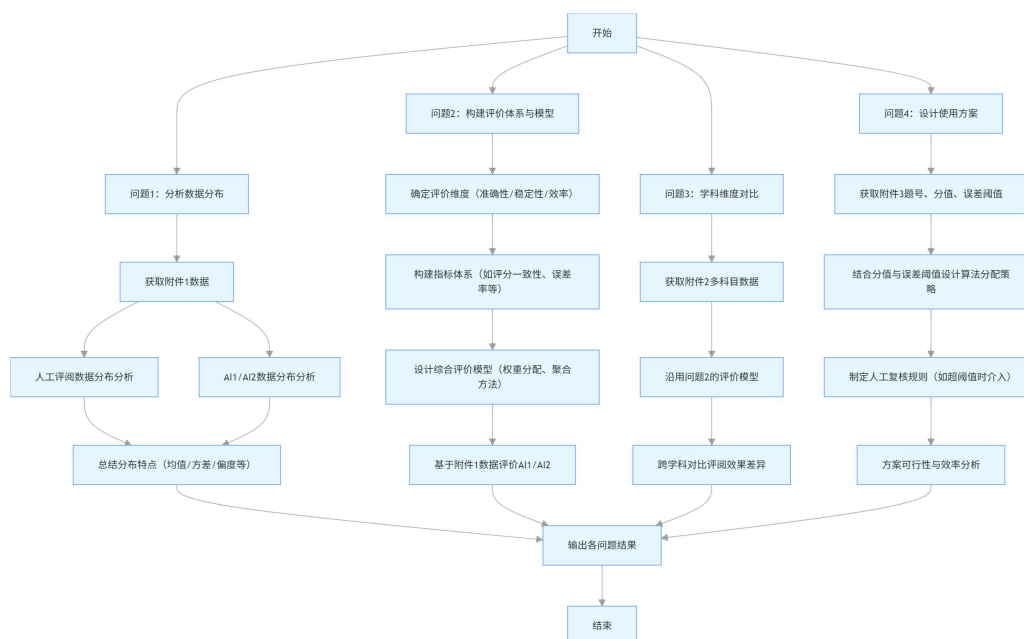 开始
问题2：构建评价体系与模型
问题4：设计使用方案
问题1：分析数据分布
确定评价维度（准确性/稳定性/效率）
问题3：学科维度对比
获取附件3题号、分值、误差阈值
获取附件1数据
构建指标体系（如评分一致性、误差
率等）
获取附件2多科目数据
结合分值与误差阈值设计算法分配策
略
人工评阅数据分布分析
AI1/AI2数据分布分析
设计综合评价模型（权重分配、聚合
方法）
沿用问题2的评价模型
制定人工复核规则（如超阈值时介入）
总结分布特点（均值/方差/偏度等）
基于附件1数据评价AI1/AI2
跨学科对比评阅效果差异
方案可行性与效率分析
输出各问题结果
结束